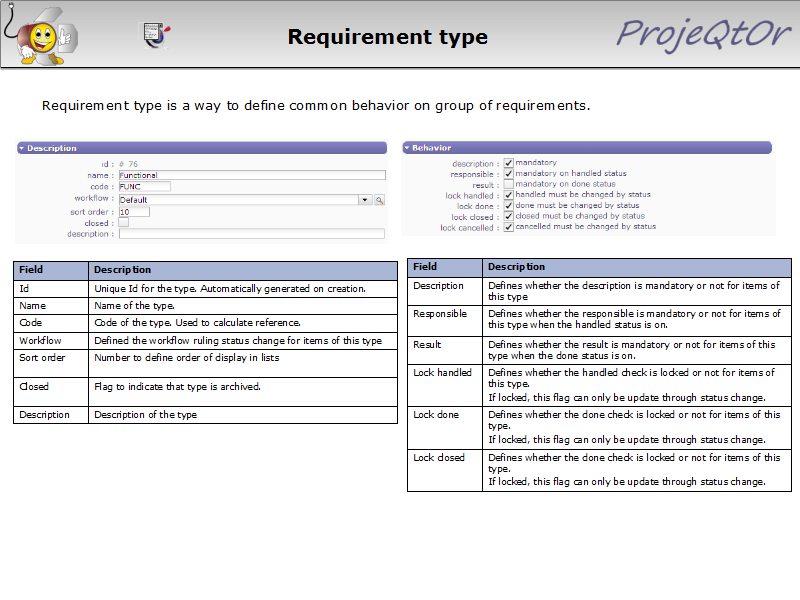 Requirement type
ProjeQtOr
Requirement type is a way to define common behavior on group of requirements.
Description
id : # 76
name : Functional
code : FUNC
workflow : Default
sort order : 10
closed :
description :
Behavior
description : mandatory
responsible : mandatory on handled status
result : mandatory on done status
lock handled : handled must be changed by status
lock done : done must be changed by status
lock closed : closed must be changed by status
lock cancelled : cancelled must be changed by status
Field Description
Id Unique Id for the type. Automatically generated on creation.
Name Name of the type.
Code Code of the type. Used to calculate reference.
Workflow Defined the workflow ruling status change for items of this type
Sort order Number to define order of display in lists
Closed Flag to indicate that type is archived.
Description Description of the type
Field Description
Description Defines whether the description is mandatory or not for items of
this type
Responsible Defines whether the responsible is mandatory or not for items of
this type when the handled status is on.
Result Defines whether the result is mandatory or not for items of this
type when the done status is on.
Lock handled Defines whether the handled check is locked or not for items of
this type.
If locked, this flag can only be update through status change.
Lock done Defines whether the done check is locked or not for items of this
type.
If locked, this flag can only be update through status change.
Lock closed Defines whether the done check is locked or not for items of this
type.
If locked, this flag can only be update through status change.